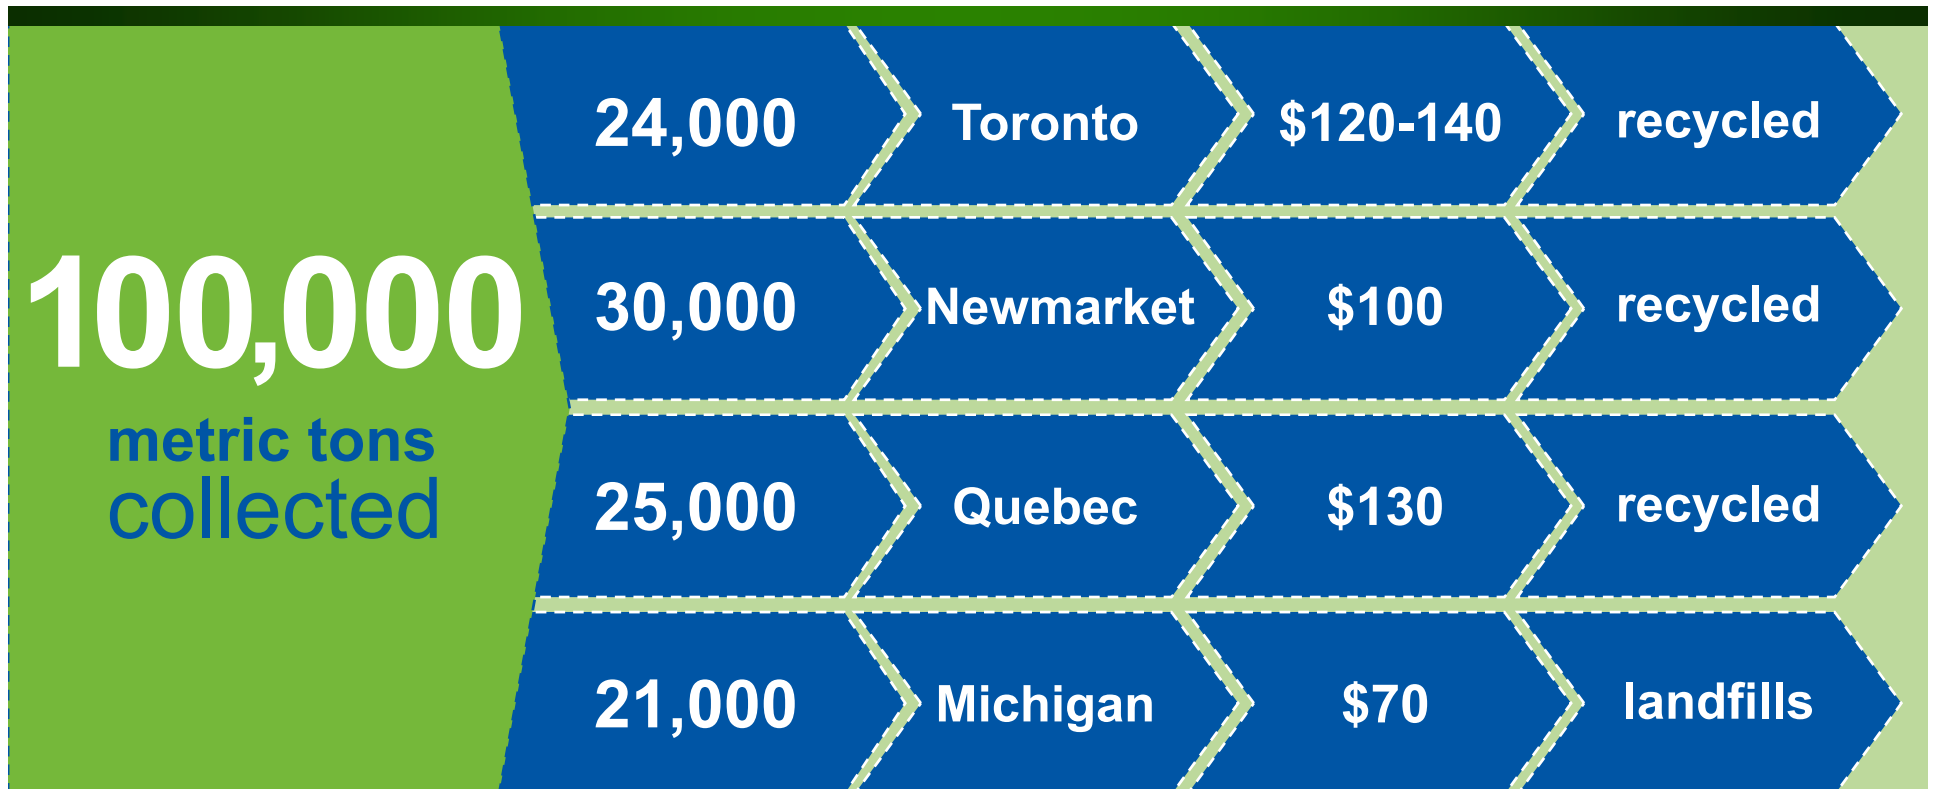 100,000
metric tons
collected
24,000 Toronto $120-140 recycled
30,000 Newmarket $100 recycled
25,000 Quebec $130 recycled
21,000 Michigan $70 landfills